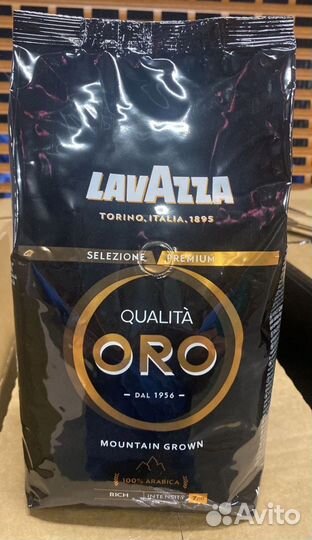 LAVAZZA
TORINO, ITALIA, 1895
SELEZIONE PREMIUM
QUALITÀ
ORO
DAL 1956
MOUNTAIN GROWN
100% ARABICA
RICH INTENSITY
Avito